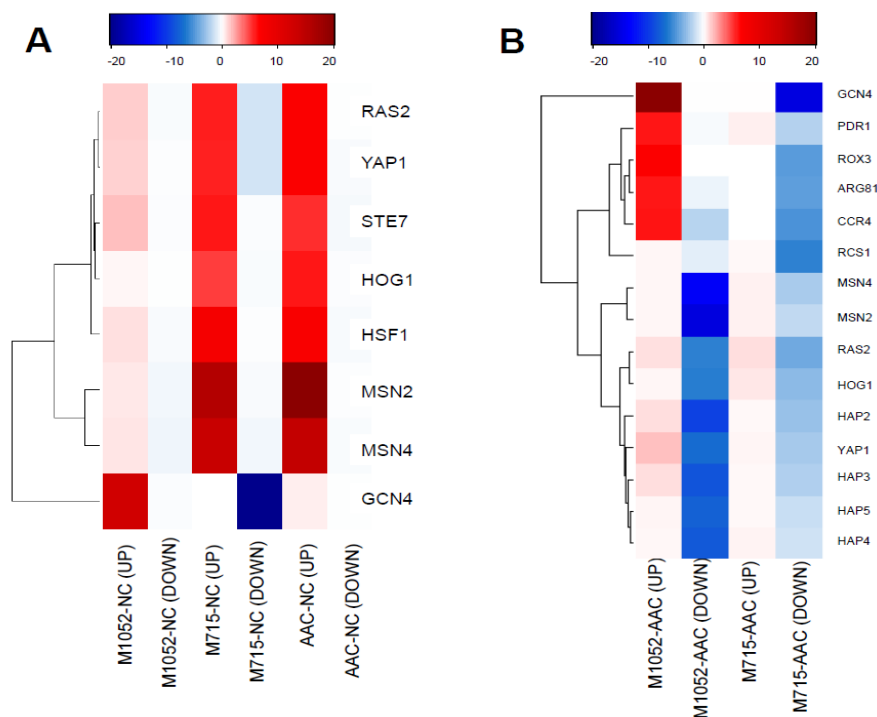 A
-20 -10 0 10 20
RAS2
YAP1
STE7
HOG1
HSF1
MSN2
MSN4
GCN4
M1052-NC (UP)
M1052-NC (DOWN)
M715-NC (UP)
M715-NC (DOWN)
AAC-NC (UP)
AAC-NC (DOWN)
B
-20 -10 0 10 20
GCN4
PDR1
ROX3
ARG81
CCR4
RCS1
MSN4
MSN2
RAS2
HOG1
HAP2
YAP1
HAP3
HAP5
HAP4
M1052-AAC (UP)
M1052-AAC (DOWN)
M715-AAC (UP)
M715-AAC (DOWN)